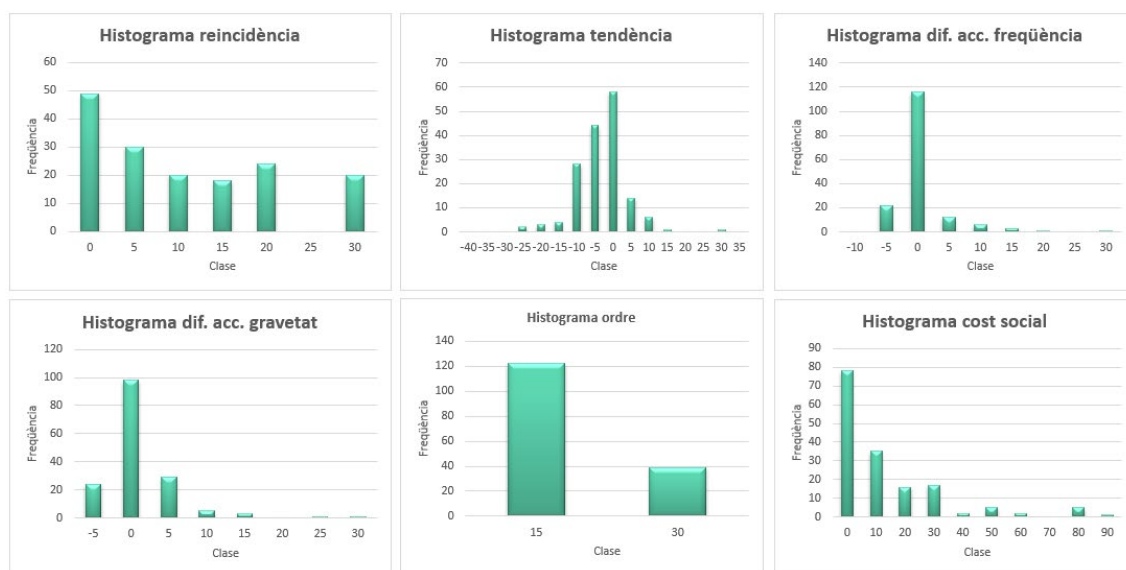 Histograma reincidència
60
50
40
30
20
10
0
Freqüència
0 5 10 15 20 25 30
Clase
Histograma tendència
70
60
50
40
30
20
10
0
Freqüència
-40-35-30-25-20-15-10 -5 0 5 10 15 20 25 30 35
Clase
Histograma dif. acc. freqüència
140
120
100
80
60
40
20
0
Freqüència
-10 -5 0 5 10 15 20 25 30
Clase
Histograma dif. acc. gravetat
120
100
80
60
40
20
0
Freqüència
-5 0 5 10 15 20 25 30
Clase
Histograma ordre
140
120
100
80
60
40
20
0
Freqüència
15 30
Clase
Histograma cost social
90
80
70
60
50
40
30
20
10
0
Freqüència
0 10 20 30 40 50 60 70 80 90
Clase